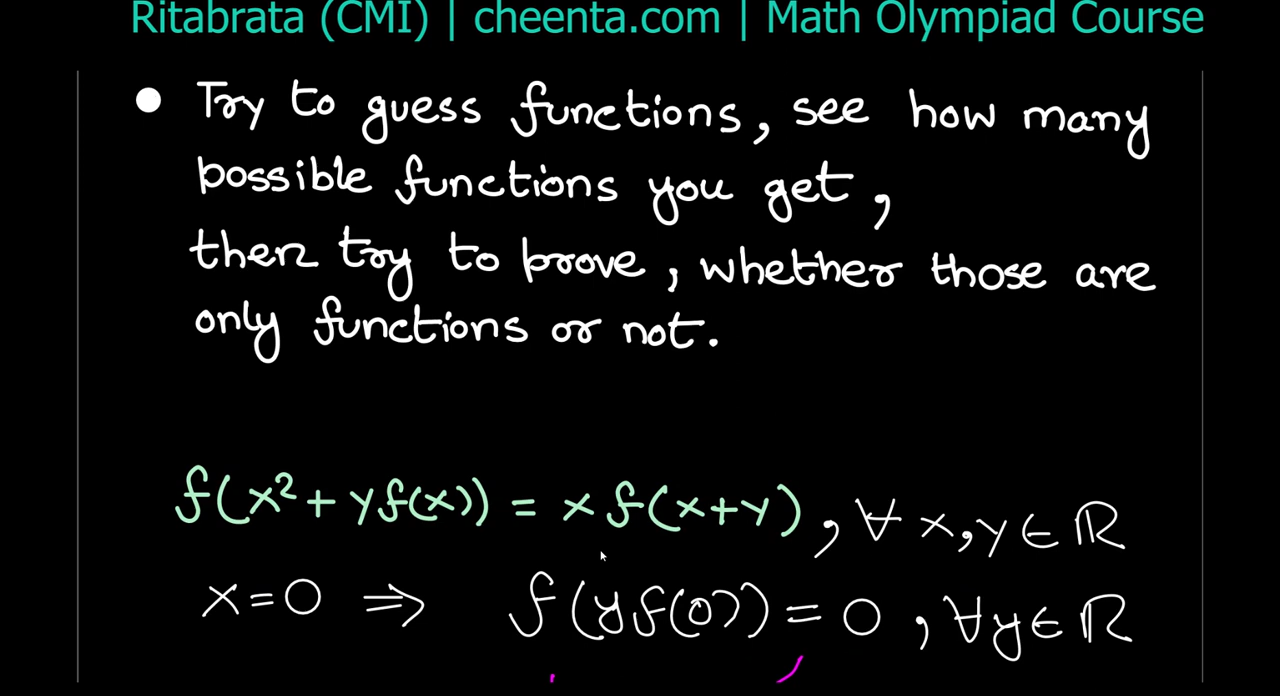 Ritabrata (CMI) | cheenta.com | Math Olympiad Course
• Try to guess functions, see how many
possible functions you get,
then try to prove, whether those are
only functions or not.
f(x²+yf(x)) = xf(x+y), ∀ x,y∈ℝ
x=0 ⇒ f(yf(0)) = 0, ∀y∈ℝ